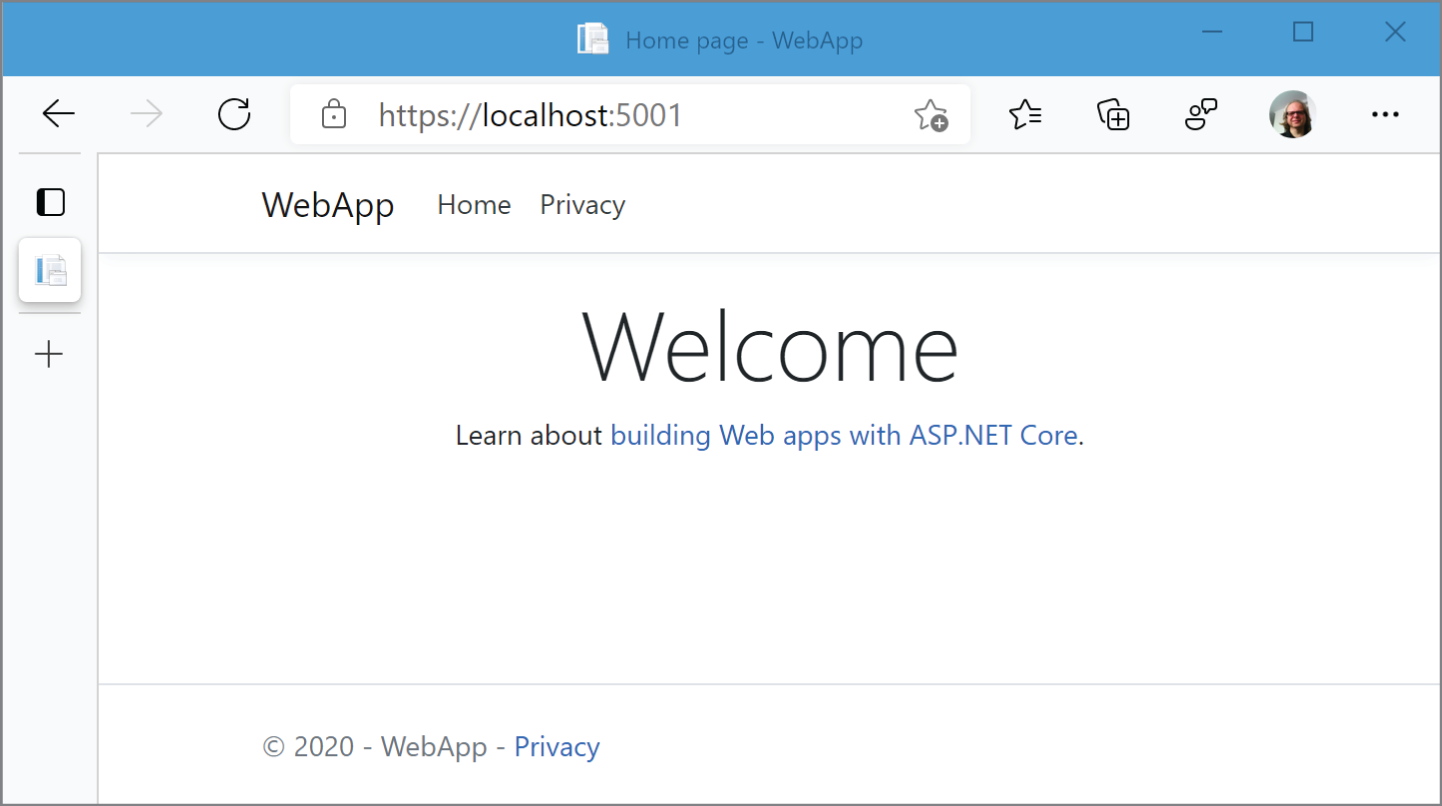 Home page - WebApp
https://localhost:5001
WebApp Home Privacy
Welcome
Learn about building Web apps with ASP.NET Core.
© 2020 - WebApp - Privacy